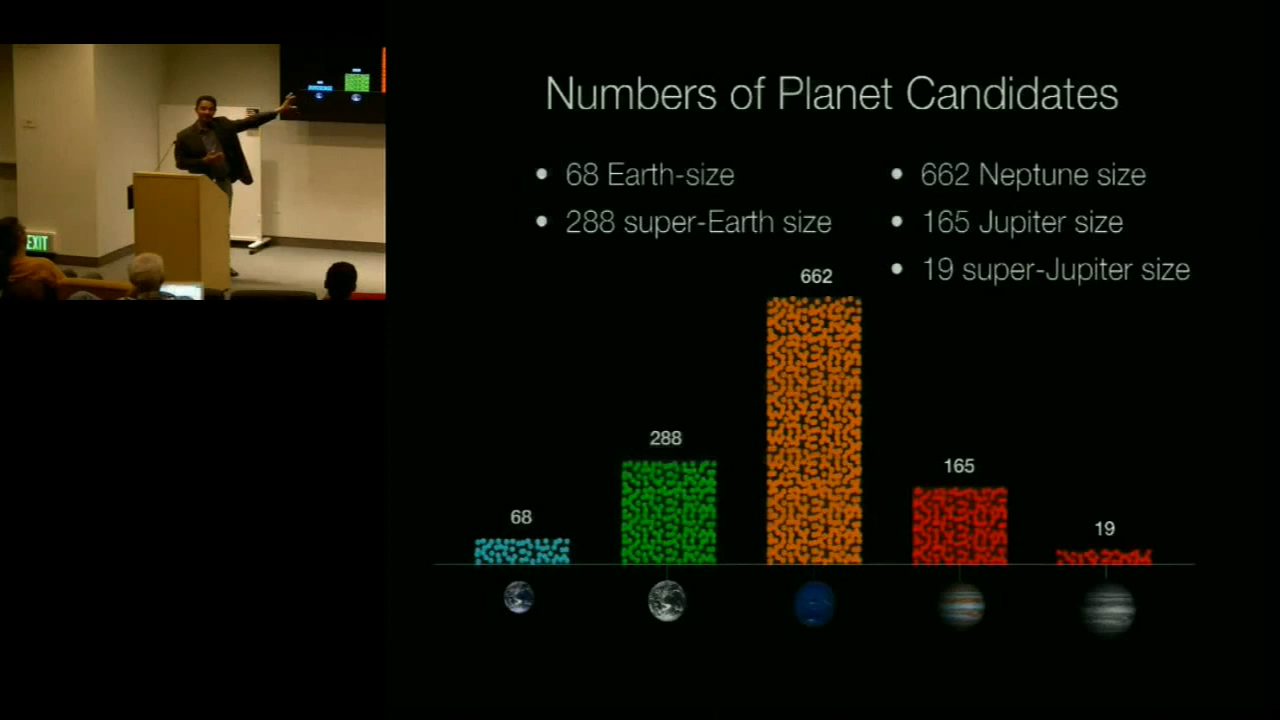 Numbers of Planet Candidates
• 68 Earth-size
• 288 super-Earth size
• 662 Neptune size
• 165 Jupiter size
• 19 super-Jupiter size
68
288
662
165
19
EXIT